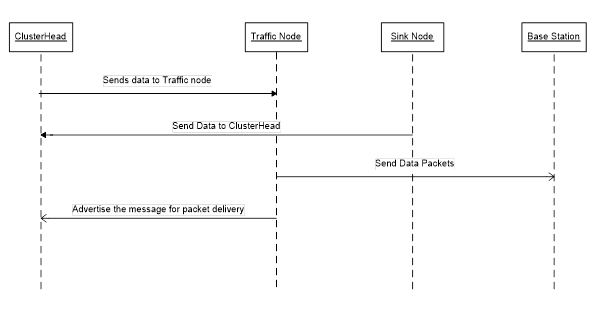 ClusterHead
Traffic Node
Sink Node
Base Station
Sends data to Traffic node
Send Data to ClusterHead
Send Data Packets
Advertise the message for packet delivery